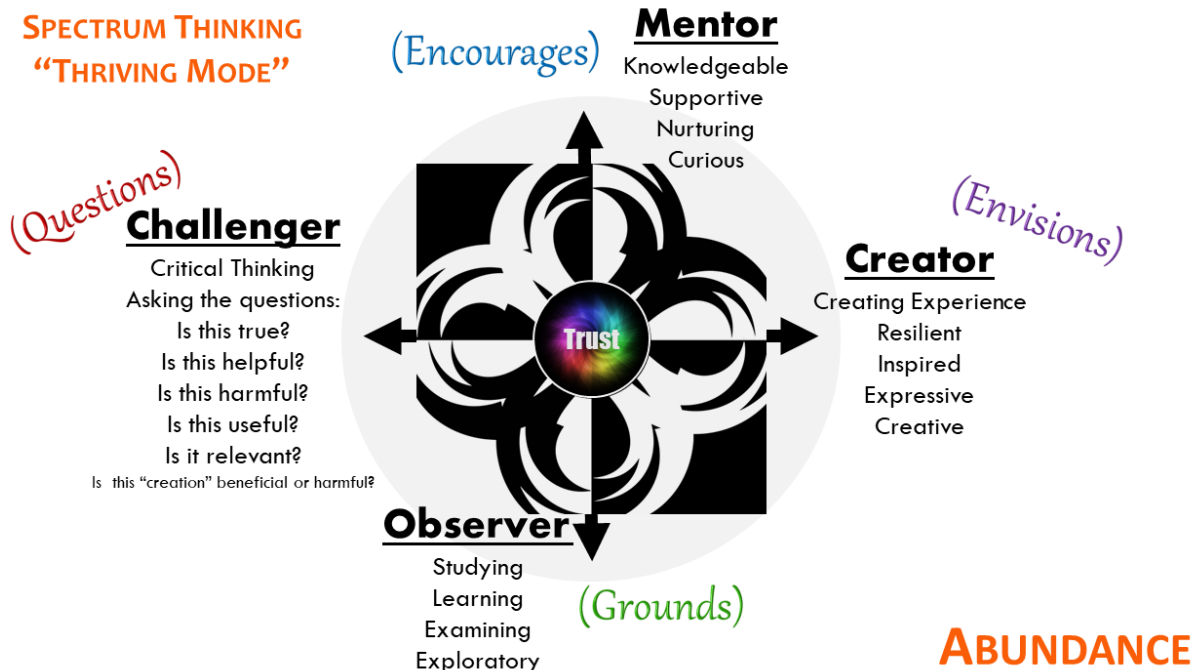 SPECTRUM THINKING
“THRIVING MODE”
(Encourages)
Mentor
Knowledgeable
Supportive
Nurturing
Curious
(Questions)
Challenger
Critical Thinking
Asking the questions:
Is this true?
Is this helpful?
Is this harmful?
Is this useful?
Is it relevant?
Is this “creation” beneficial or harmful?
Trust
(Envisions)
Creator
Creating Experience
Resilient
Inspired
Expressive
Creative
Observer
Studying
Learning
Examining
Exploratory
(Grounds)
ABUNDANCE